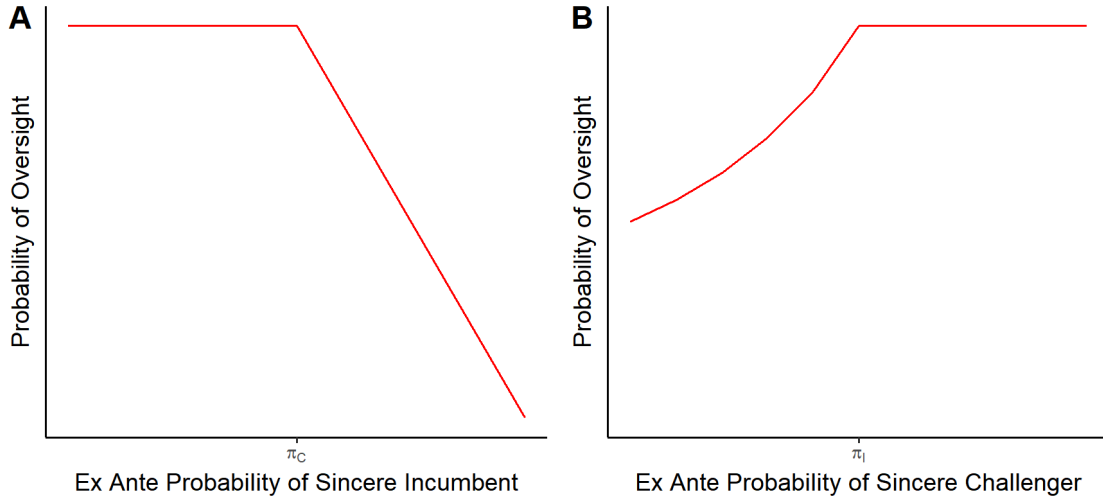 A
Probability of Oversight
π_C
Ex Ante Probability of Sincere Incumbent
B
Probability of Oversight
π_I
Ex Ante Probability of Sincere Challenger